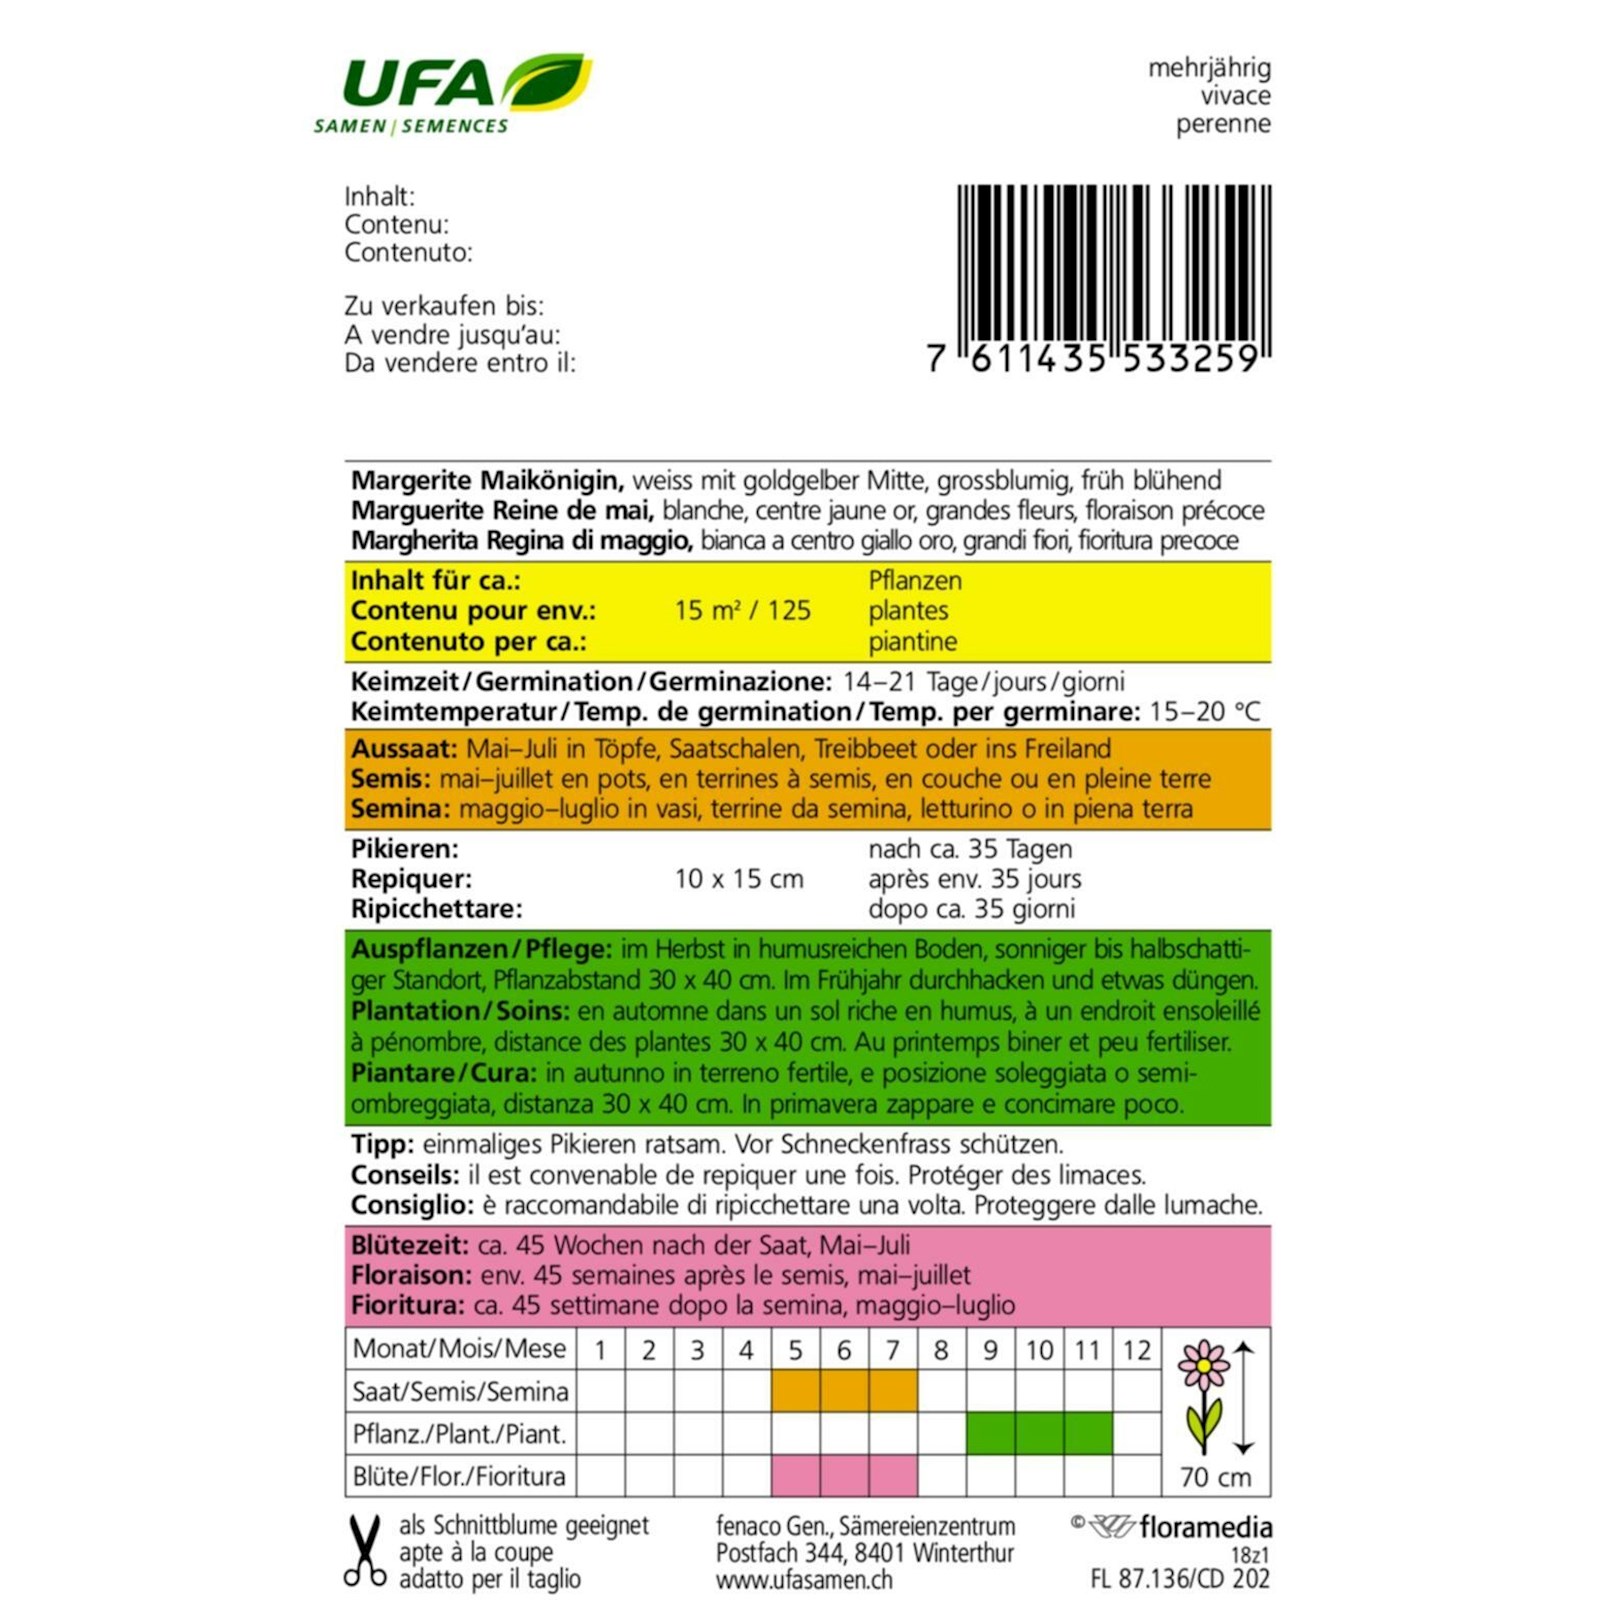 UFA
SAMEN | SEMENCES
mehrjährig
vivace
perenne
Inhalt:
Contenu:
Contenuto:
Zu verkaufen bis:
A vendre jusqu'au:
Da vendere entro il:
7 611435 533259
Margerite Maikönigin, weiss mit goldgelber Mitte, grossblumig, früh blühend
Marguerite Reine de mai, blanche, centre jaune or, grandes fleurs, floraison précoce
Margherita Regina di maggio, bianca a centro giallo oro, grandi fiori, fioritura precoce
Inhalt für ca.: Pflanzen
Contenu pour env.: 15 m² / 125 plantes
Contenuto per ca.: piantine
Keimzeit/Germination/Germinazione: 14–21 Tage/jours/giorni
Keimtemperatur/Temp. de germination/Temp. per germinare: 15–20 °C
Aussaat: Mai–Juli in Töpfe, Saatschalen, Treibbeet oder ins Freiland
Semis: mai–juillet en pots, en terrines à semis, en couche ou en pleine terre
Semina: maggio–luglio in vasi, terrine da semina, letturino o in piena terra
Pikieren: nach ca. 35 Tagen
Repiquer: 10 x 15 cm après env. 35 jours
Ripicchettare: dopo ca. 35 giorni
Auspflanzen/Pflege: im Herbst in humusreichen Boden, sonniger bis halbschatti-
ger Standort, Pflanzabstand 30 x 40 cm. Im Frühjahr durchhacken und etwas düngen.
Plantation/Soins: en automne dans un sol riche en humus, à un endroit ensoleillé
à pénombre, distance des plantes 30 x 40 cm. Au printemps biner et peu fertiliser.
Piantare/Cura: in autunno in terreno fertile, e posizione soleggiata o semi-
ombreggiata, distanza 30 x 40 cm. In primavera zappare e concimare poco.
Tipp: einmaliges Pikieren ratsam. Vor Schneckenfrass schützen.
Conseils: il est convenable de repiquer une fois. Protéger des limaces.
Consiglio: è raccomandabile di ripicchettare una volta. Proteggere dalle lumache.
Blütezeit: ca. 45 Wochen nach der Saat, Mai–Juli
Floraison: env. 45 semaines après le semis, mai–juillet
Fioritura: ca. 45 settimane dopo la semina, maggio–luglio
Monat/Mois/Mese 1 2 3 4 5 6 7 8 9 10 11 12
Saat/Semis/Semina
Pflanz./Plant./Piant.
Blüte/Flor./Fioritura
70 cm
als Schnittblume geeignet
apte à la coupe
adatto per il taglio
fenaco Gen., Sämereienzentrum
Postfach 344, 8401 Winterthur
www.ufasamen.ch
© floramedia
18z1
FL 87.136/CD 202